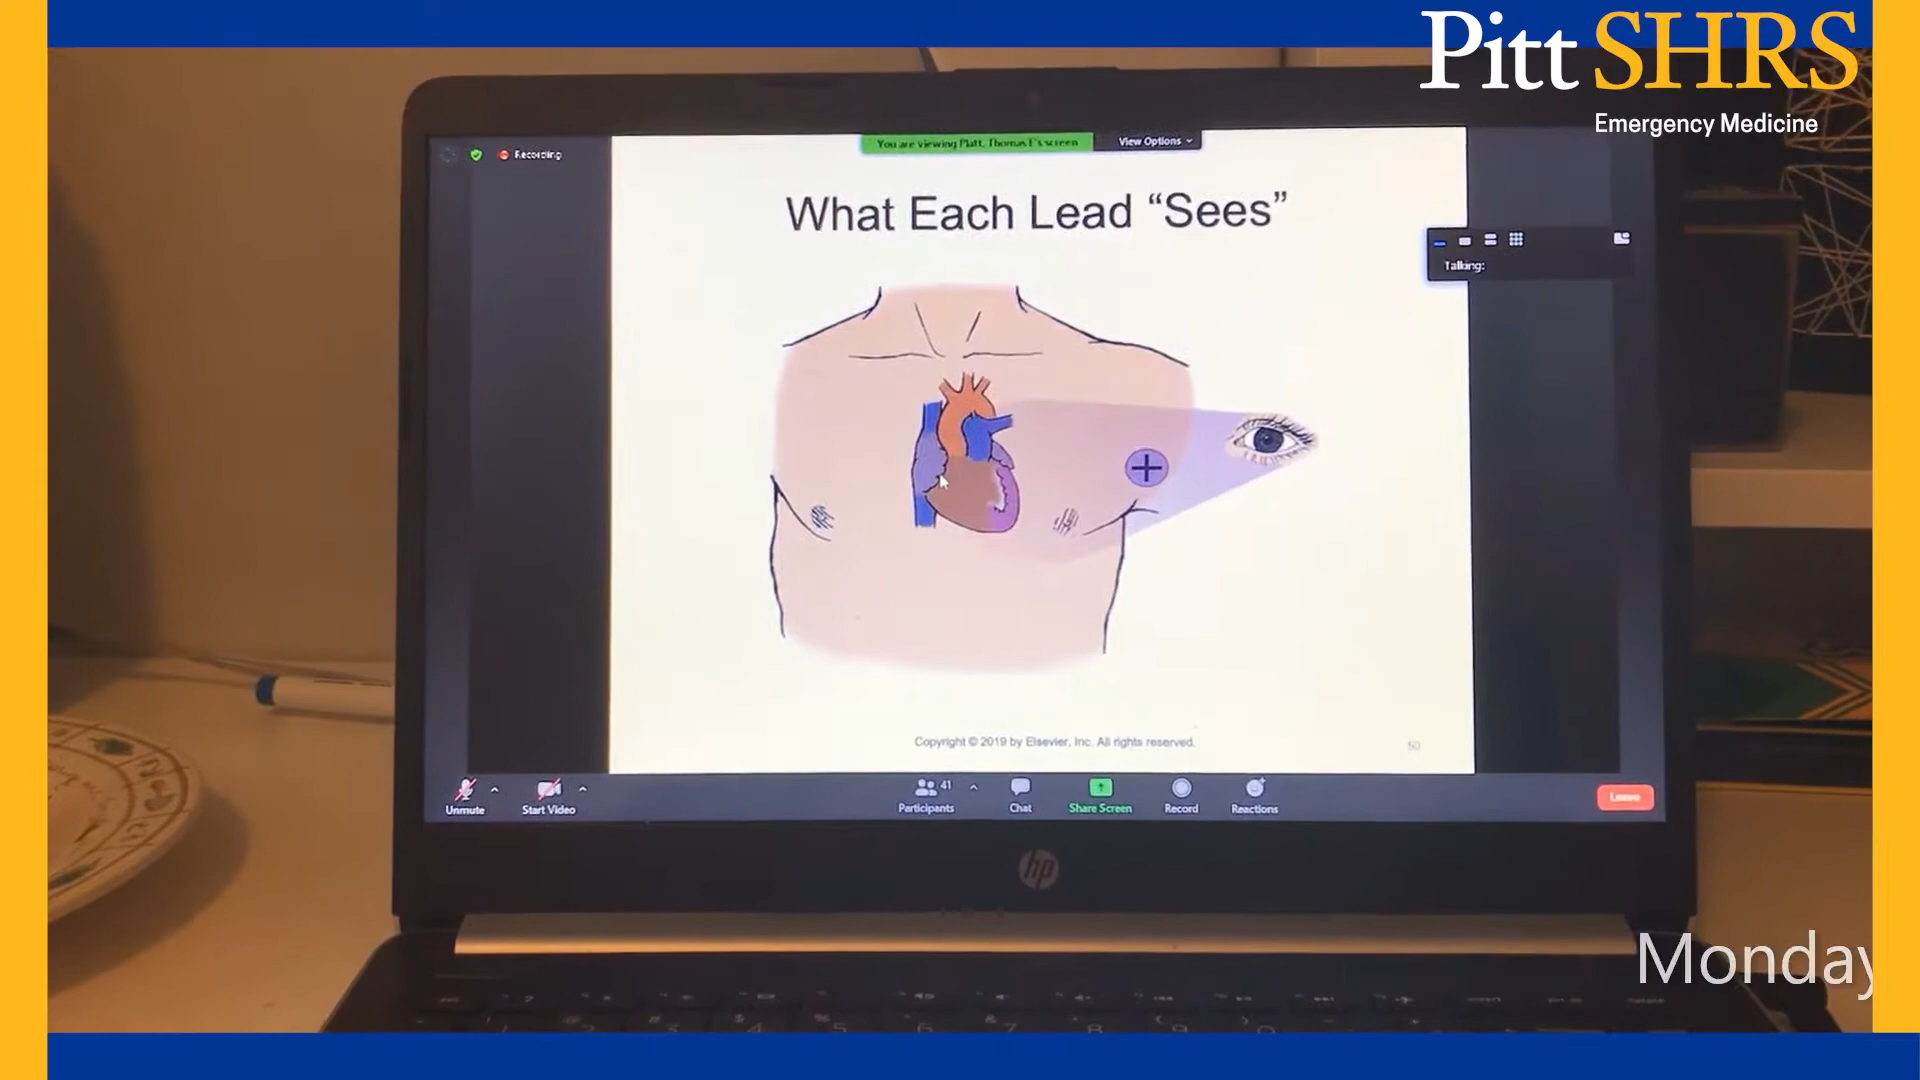 Pitt SHRS
Emergency Medicine
Recording
You are viewing Platt, Thomas E's screen
View Options
What Each Lead “Sees”
Talking:
Copyright © 2019 by Elsevier, Inc. All rights reserved.
50
Unmute
Start Video
41
Participants
Chat
Share Screen
Record
Reactions
Leave
hp
Monday